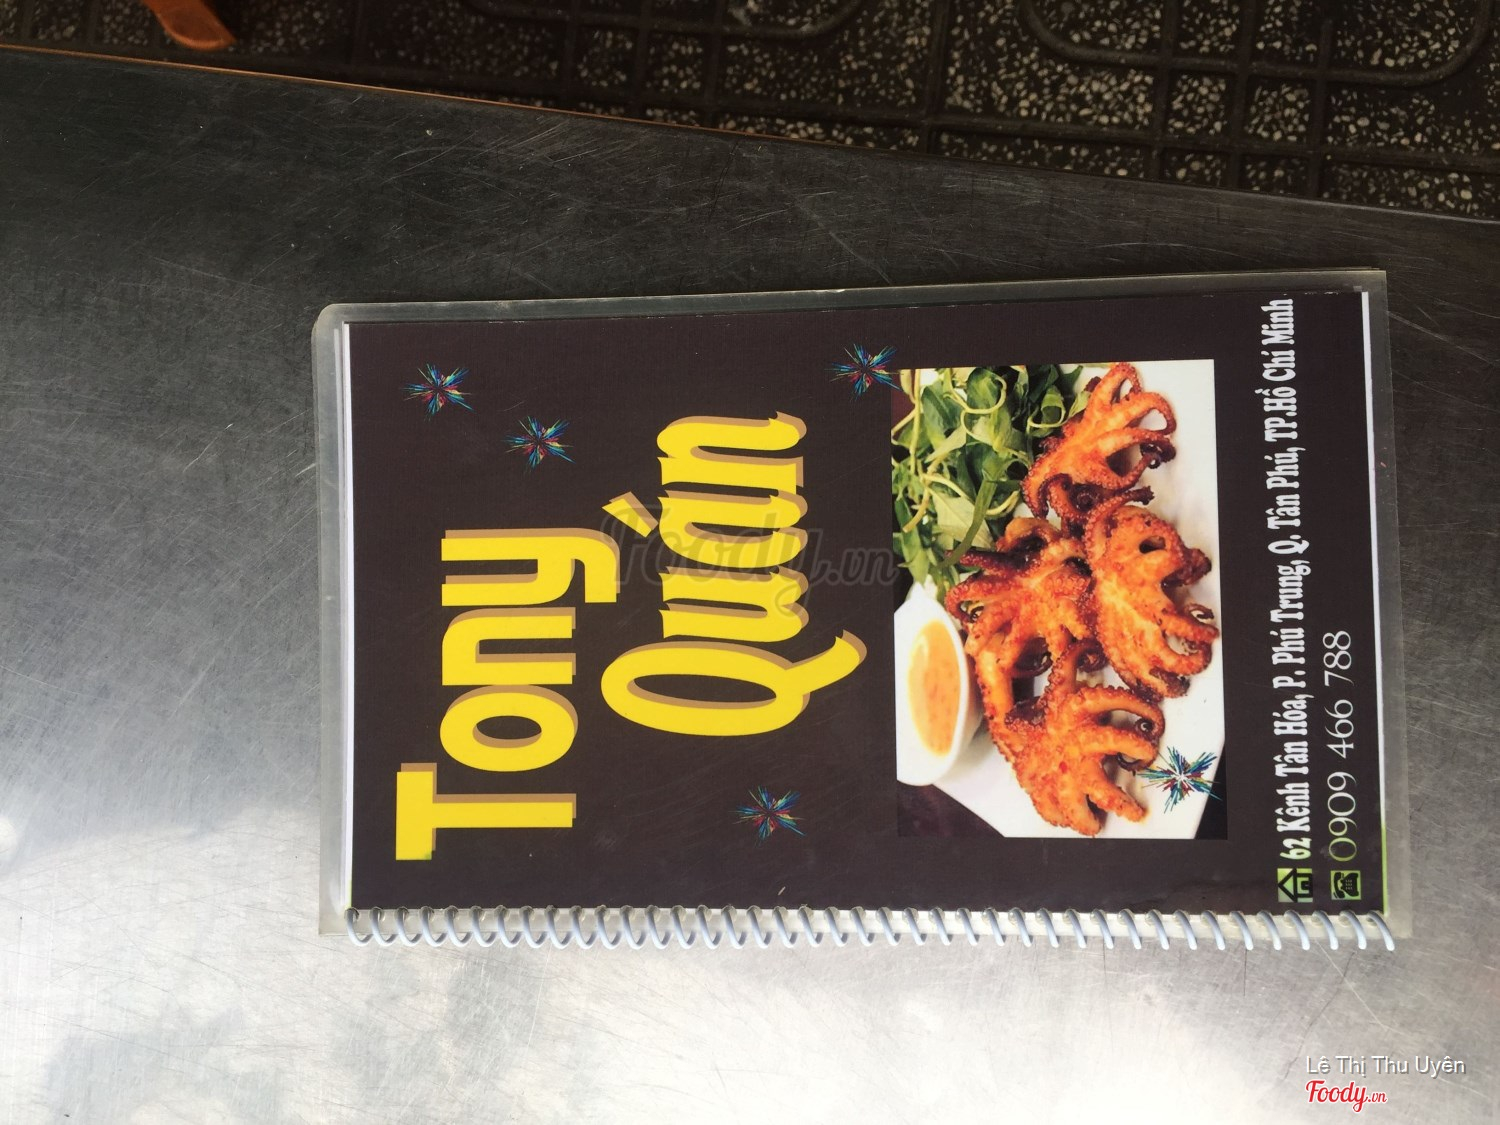 Tony
Quán
62 Kênh Tân Hóa, P. Phú Trung, Q. Tân Phú, TP.Hồ Chí Minh
0909 466 788
Foody.vn
Lê Thị Thu Uyên
Foody.vn